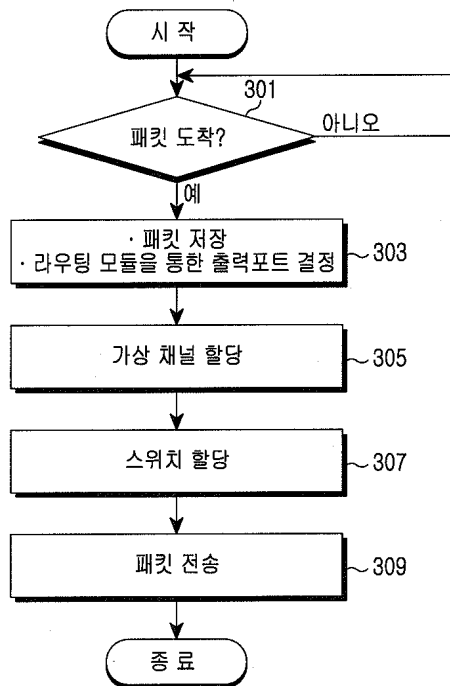 시 작
301
패킷 도착?
아니오
예
· 패킷 저장
· 라우팅 모듈을 통한 출력포트 결정
303
가상 채널 할당
305
스위치 할당
307
패킷 전송
309
종 료